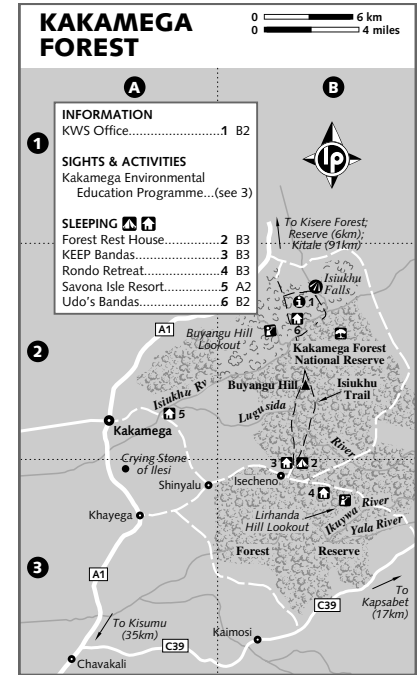 KAKAMEGA
FOREST
0 6 km
0 4 miles
A
B
1
INFORMATION
KWS Office............................1 B2
SIGHTS & ACTIVITIES
Kakamega Environmental
Education Programme...(see 3)
SLEEPING
Forest Rest House.................2 B3
KEEP Bandas.........................3 B3
Rondo Retreat.......................4 B3
Savona Isle Resort.................5 A2
Udo's Bandas........................6 B2
lp
To Kisere Forest;
Reserve (6km);
Kitale (91km)
Isiukhu
Falls
1
6
A1
Buyangu Hill
Lookout
Kakamega Forest
National Reserve
2
Isiukhu Rv
Buyangu Hill
Isiukhu
Trail
5
Lugusida
River
Kakamega
Crying Stone
of Ilesi
3
2
Isecheno
Shinyalu
4
Khayega
Lirhanda
Hill Lookout
Ikuywa River
Yala River
Forest Reserve
3
A1
To
Kapsabet
(17km)
C39
To Kisumu
(35km)
Kaimosi
C39
Chavakali